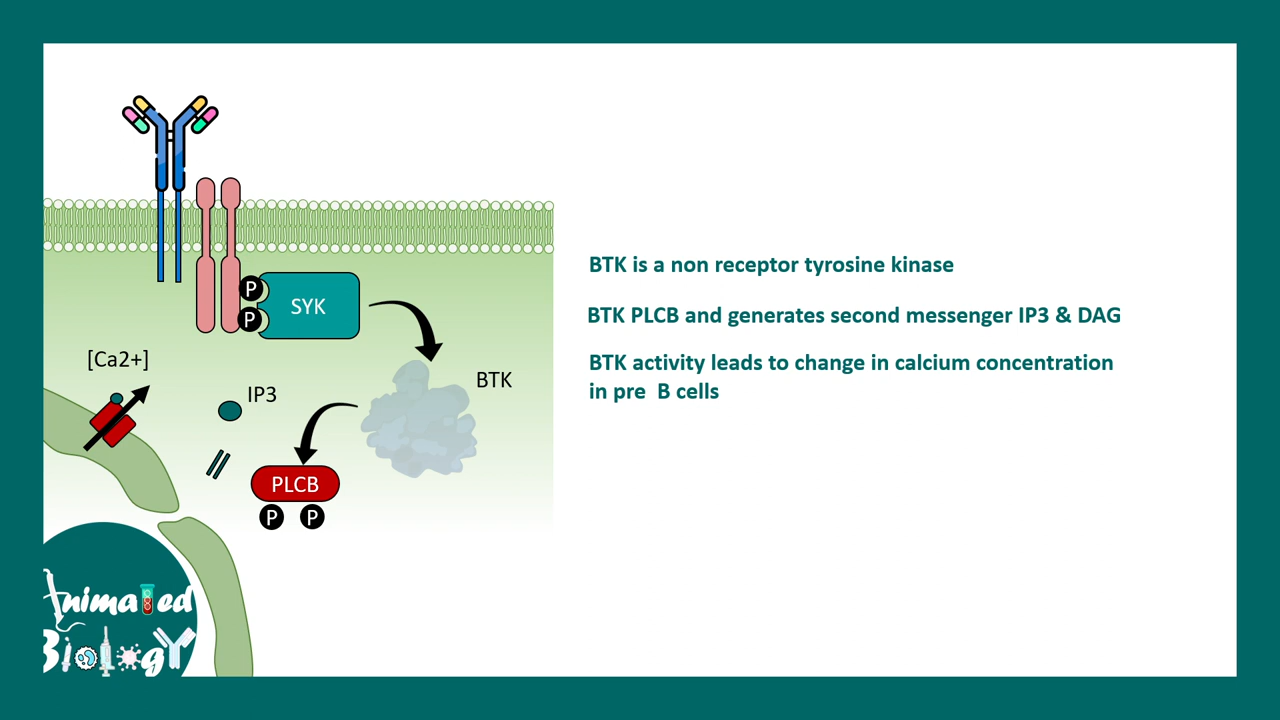 BTK is a non receptor tyrosine kinase
BTK PLCB and generates second messenger IP3 & DAG
BTK activity leads to change in calcium concentration
in pre  B cells
P
P
SYK
[Ca2+]
IP3
BTK
PLCB
P
P
Animated
Biology